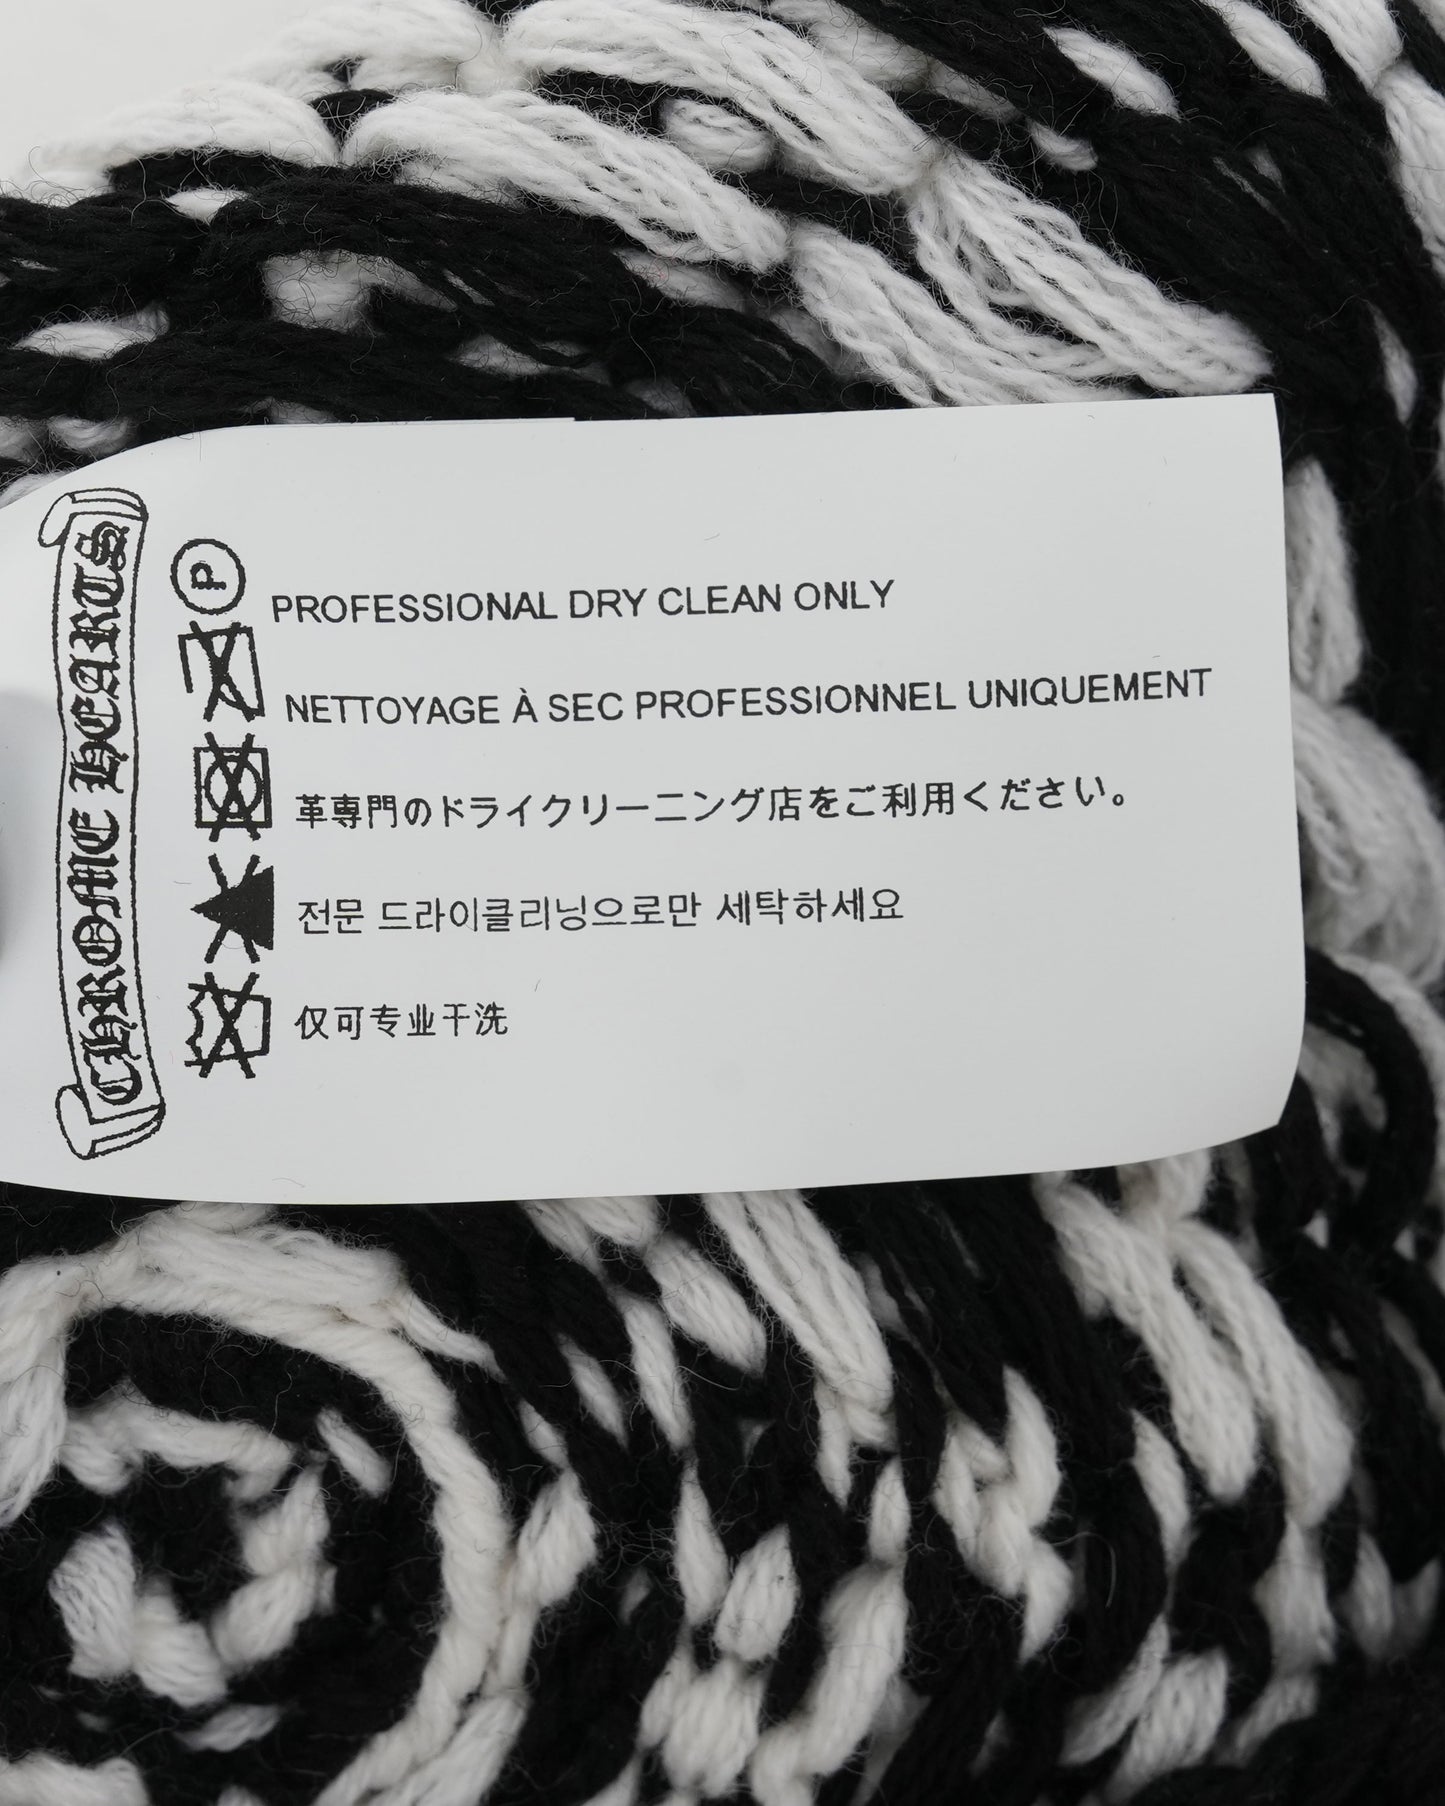 CHROME HEARTS
P
PROFESSIONAL DRY CLEAN ONLY
NETTOYAGE À SEC PROFESSIONNEL UNIQUEMENT
革専門のドライクリーニング店をご利用ください。
전문 드라이클리닝으로만 세탁하세요
仅可专业干洗